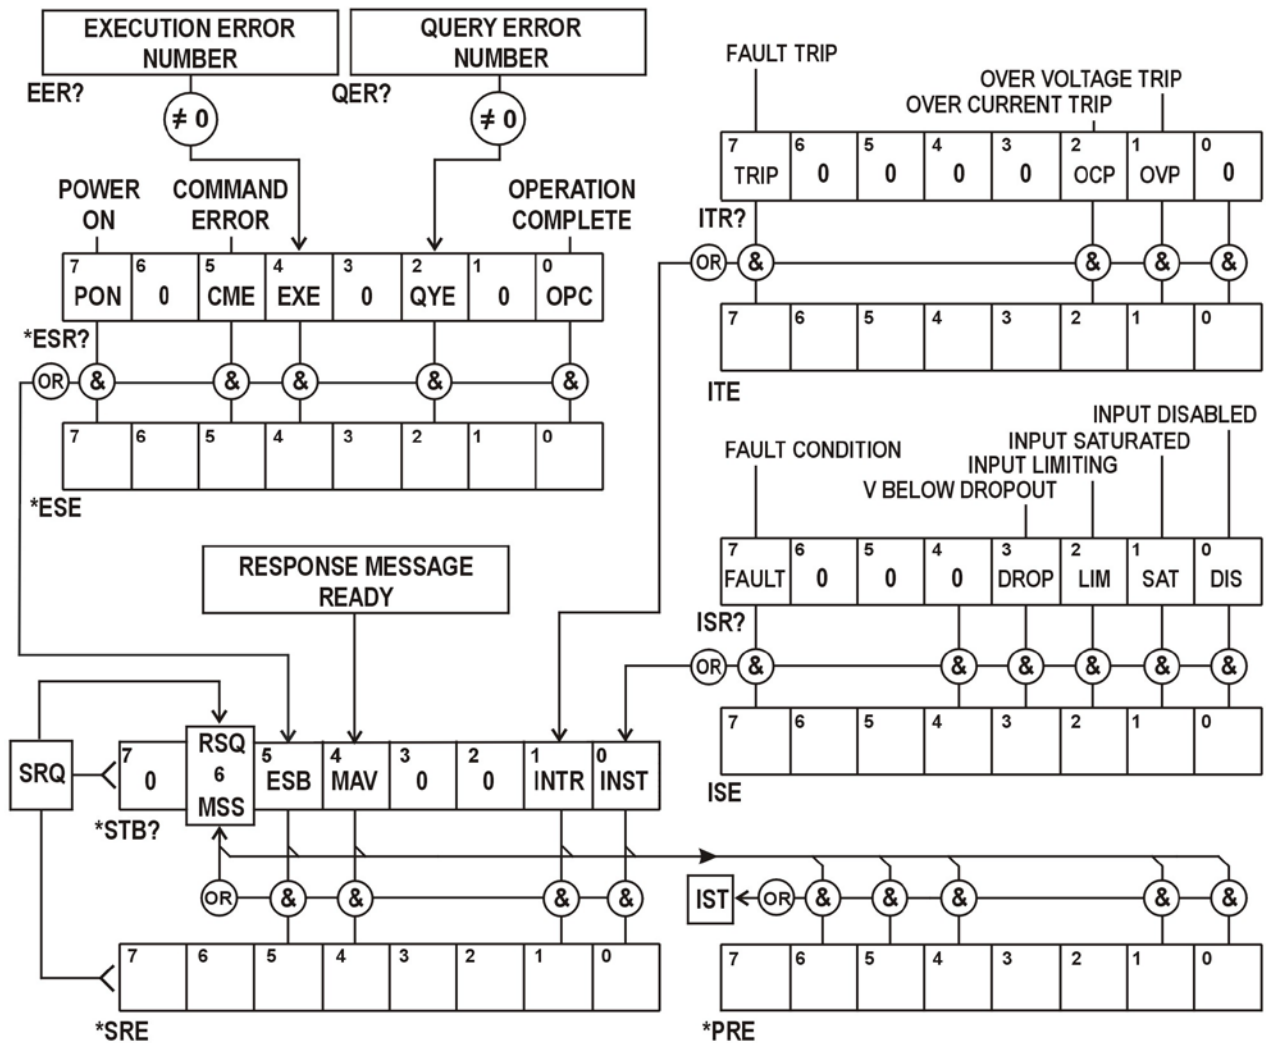 EXECUTION ERROR
NUMBER
QUERY ERROR
NUMBER
EER?
QER?
≠ 0
≠ 0
POWER
ON
COMMAND
ERROR
OPERATION
COMPLETE
7 6 5 4 3 2 1 0
PON 0 CME EXE 0 QYE 0 OPC
*ESR?
OR & & & & &
7 6 5 4 3 2 1 0
*ESE
FAULT TRIP
OVER VOLTAGE TRIP
OVER CURRENT TRIP
7 6 5 4 3 2 1 0
TRIP 0 0 0 0 OCP OVP 0
ITR?
OR & & & &
7 6 5 4 3 2 1 0
ITE
INPUT DISABLED
INPUT SATURATED
FAULT CONDITION
INPUT LIMITING
V BELOW DROPOUT
7 6 5 4 3 2 1 0
FAULT 0 0 0 DROP LIM SAT DIS
ISR?
OR & & & & & &
7 6 5 4 3 2 1 0
ISE
RESPONSE MESSAGE
READY
SRQ
RSQ
7 6 5 4 3 2 1 0
0 ESB MAV 0 0 INTR INST
MSS
*STB?
OR & & & &
7 6 5 4 3 2 1 0
*SRE
IST OR & & & & &
7 6 5 4 3 2 1 0
*PRE